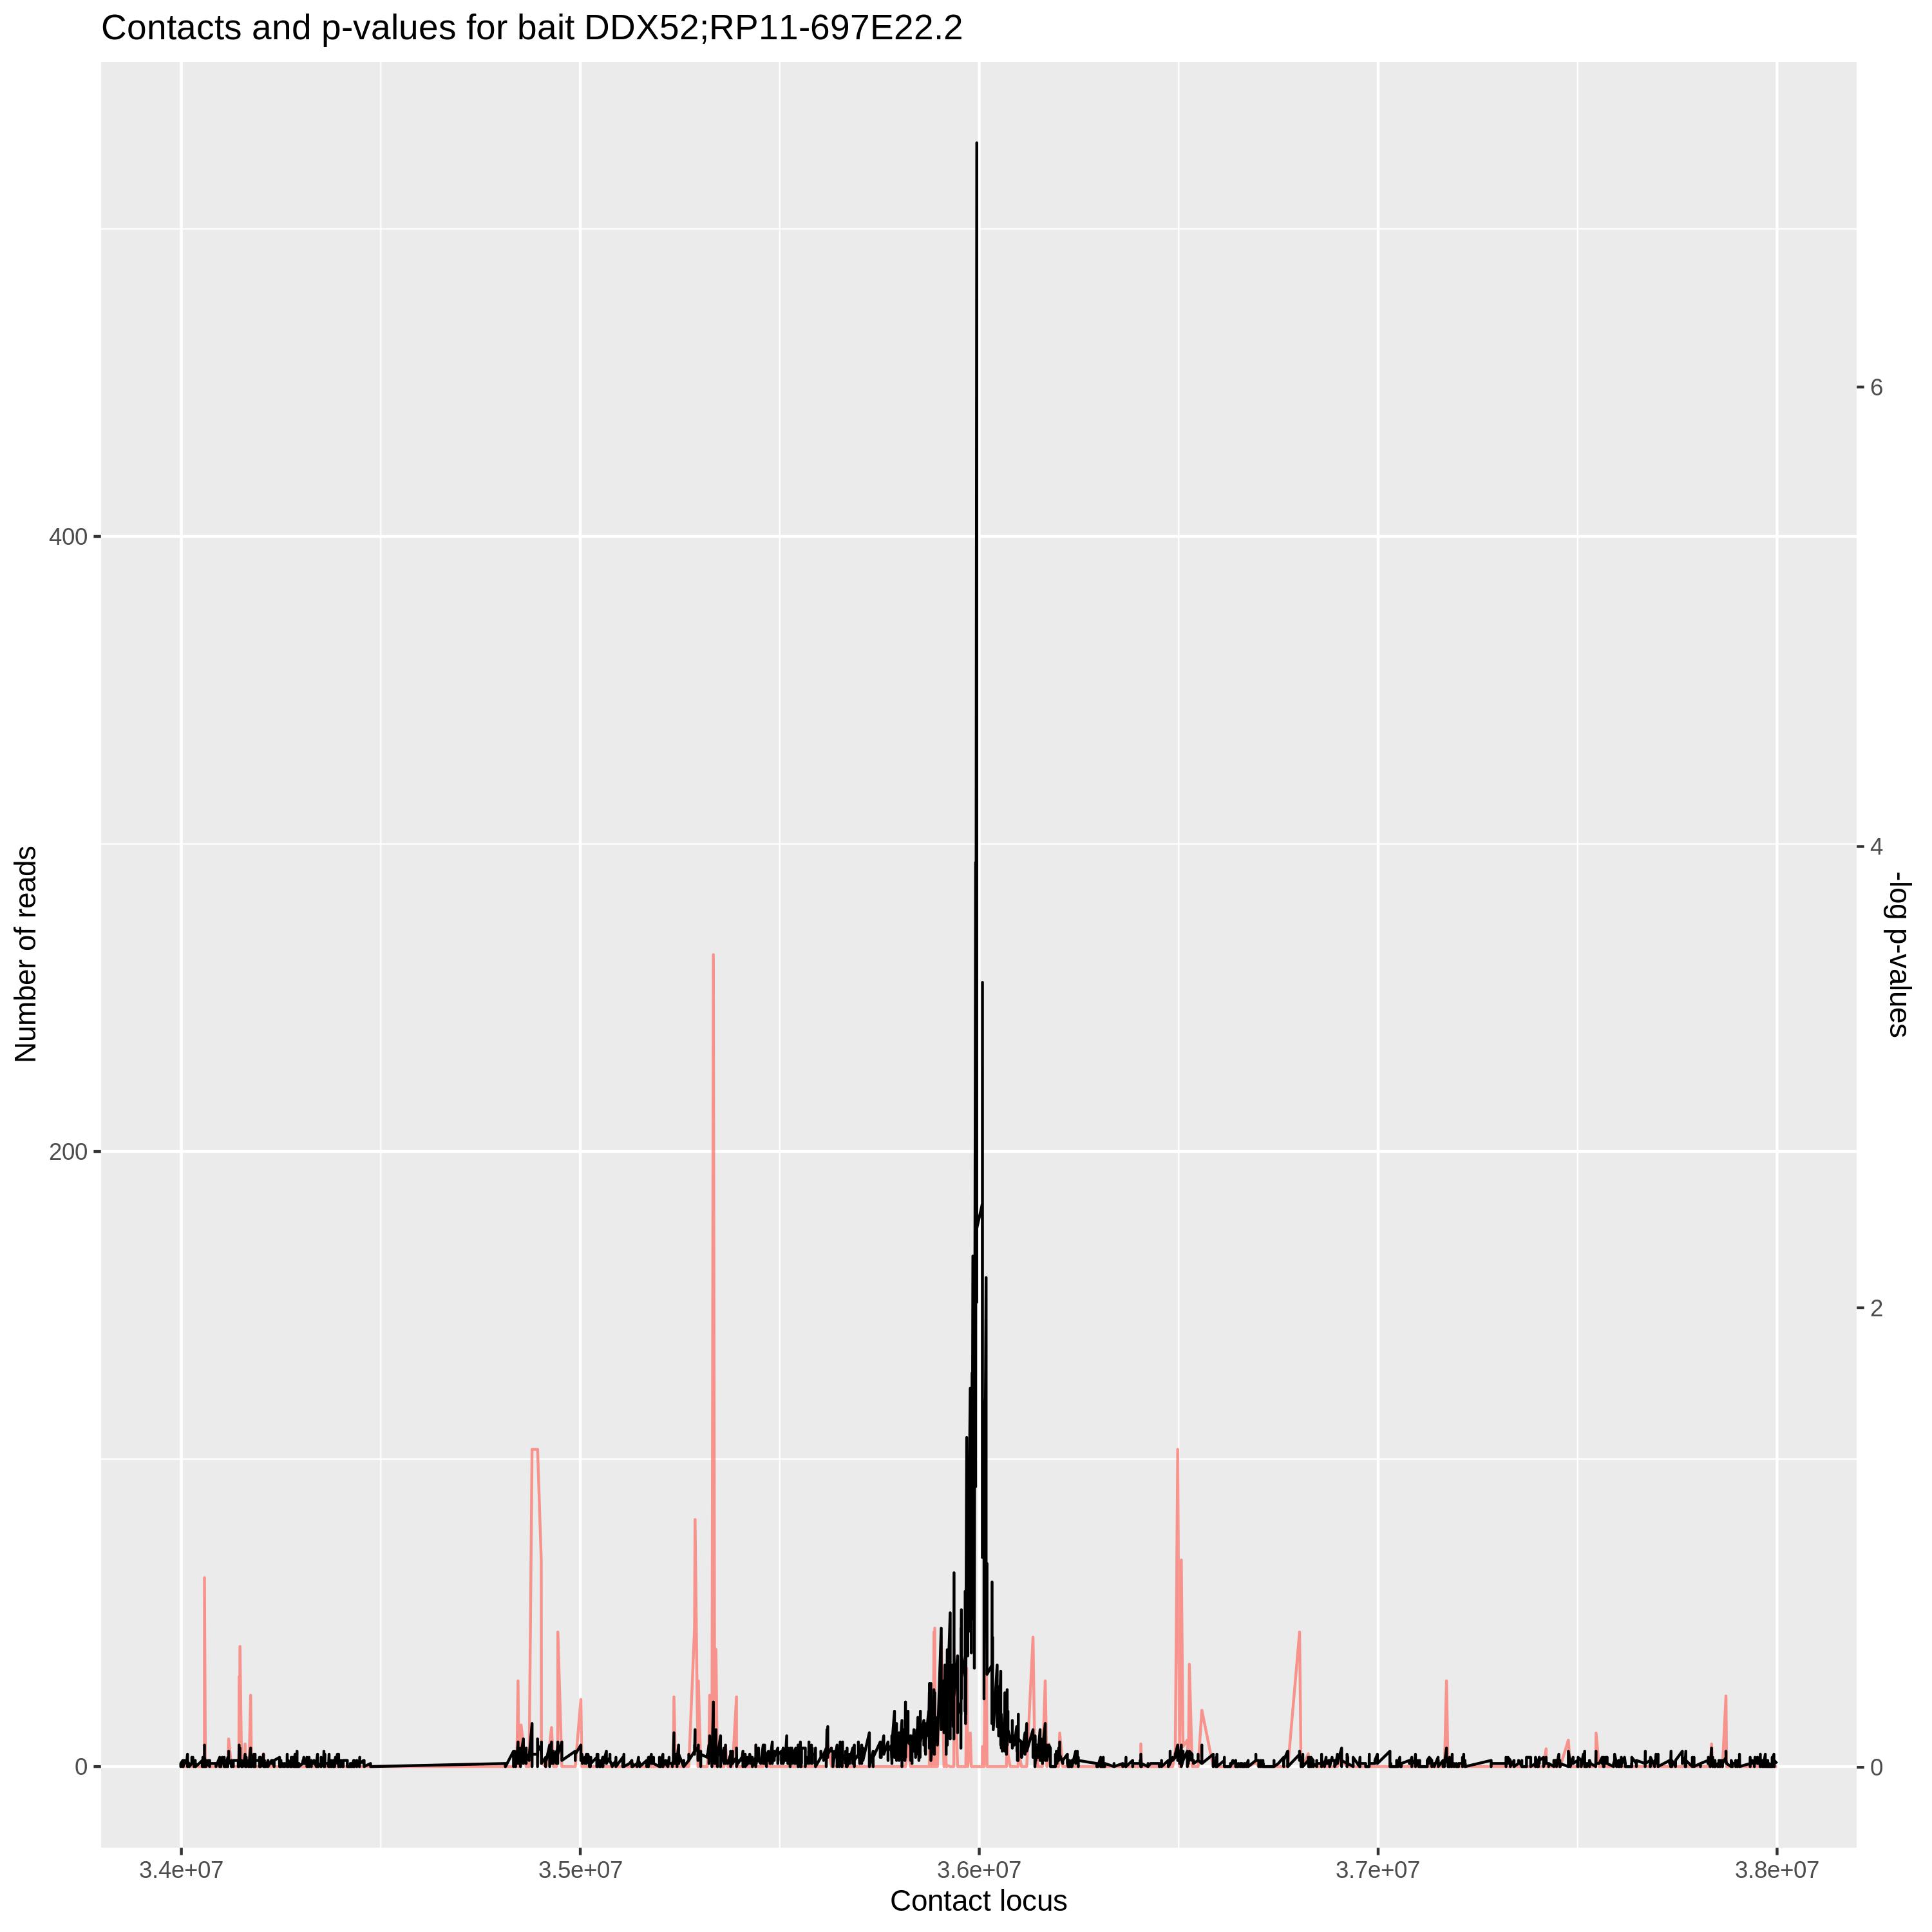 Contacts and p-values for bait DDX52;RP11-697E22.2
400
200
0
Number of reads
6
4
2
0
-log p-values
3.4e+07
3.5e+07
3.6e+07
3.7e+07
3.8e+07
Contact locus